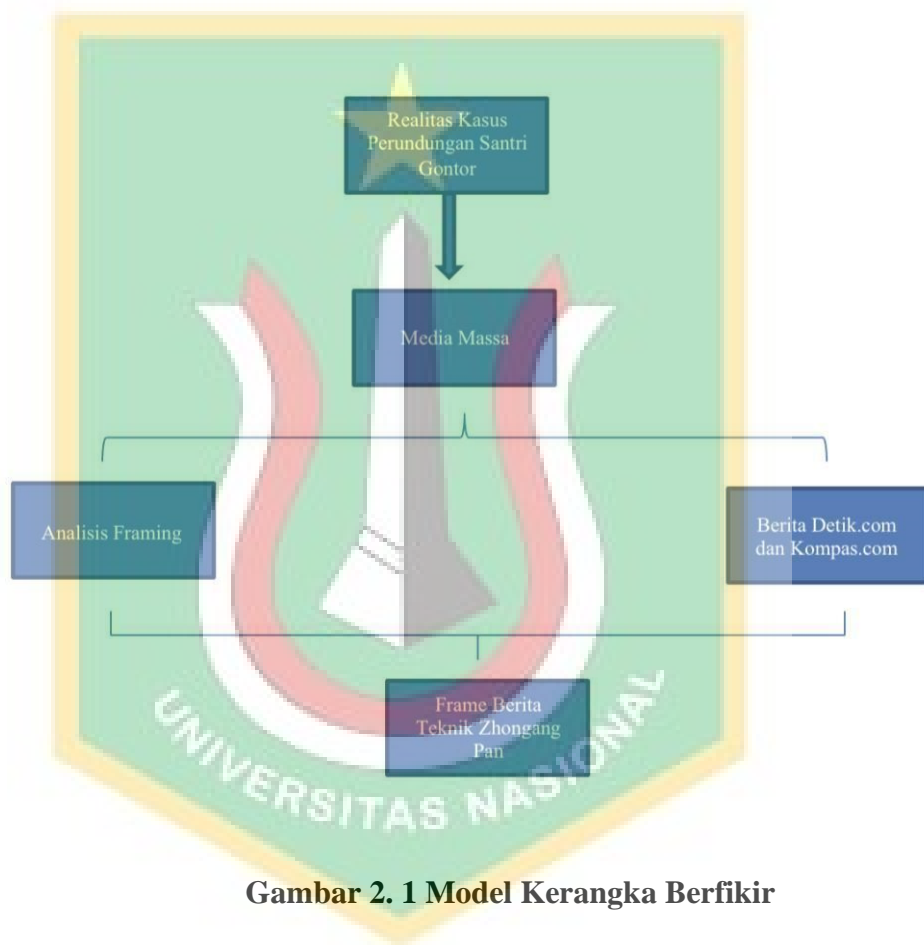 Realitas Kasus
Perundungan Santri
Gontor
Media Massa
Analisis Framing
Berita Detik.com
dan Kompas.com
Frame Berita
Teknik Zhongang
Pan
UNIVERSITAS NASIONAL
Gambar 2. 1 Model Kerangka Berfikir